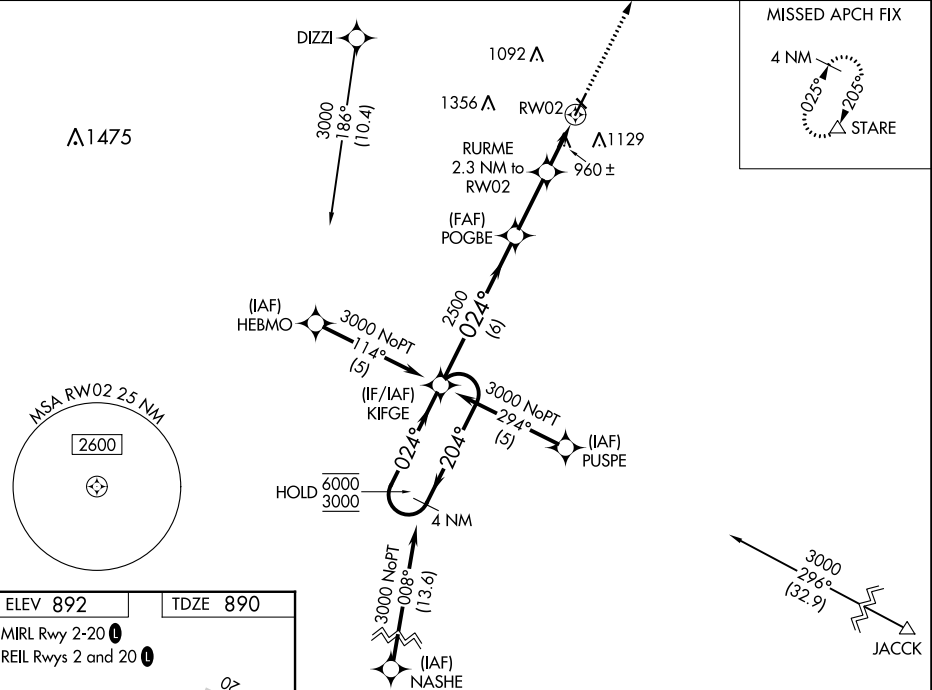 DIZZI
3000
186°
(10.4)
1475
1092
1356
RW02
1129
RURME
2.3 NM to
RW02
960 ±
(FAF)
POGBE
MISSED APCH FIX
4 NM
025°
205°
STARE
2500
024°
(6)
(IAF)
HEBMO
3000 NoPT
114°
(5)
(IF/IAF)
KIFGE
3000 NoPT
294°
(5)
(IAF)
PUSPE
024°
204°
HOLD 6000
3000
4 NM
MSA RW02 25 NM
2600
3000 NoPT
008°
(13.6)
(IAF)
NASHE
3000
296°
(32.9)
JACCK
ELEV 892
TDZE 890
MIRL Rwy 2-20 L
REIL Rwys 2 and 20 L
20